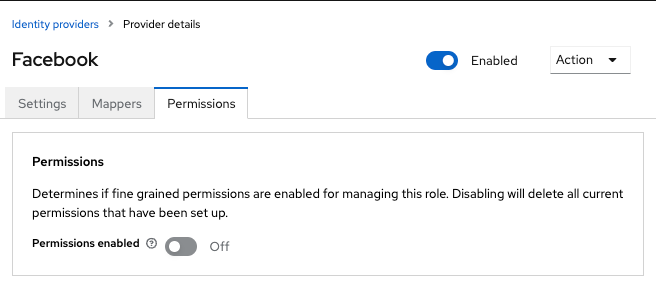 Identity providers > Provider details
Facebook
Enabled
Action
Settings
Mappers
Permissions
Permissions
Determines if fine grained permissions are enabled for managing this role. Disabling will delete all current
permissions that have been set up.
Permissions enabled
Off